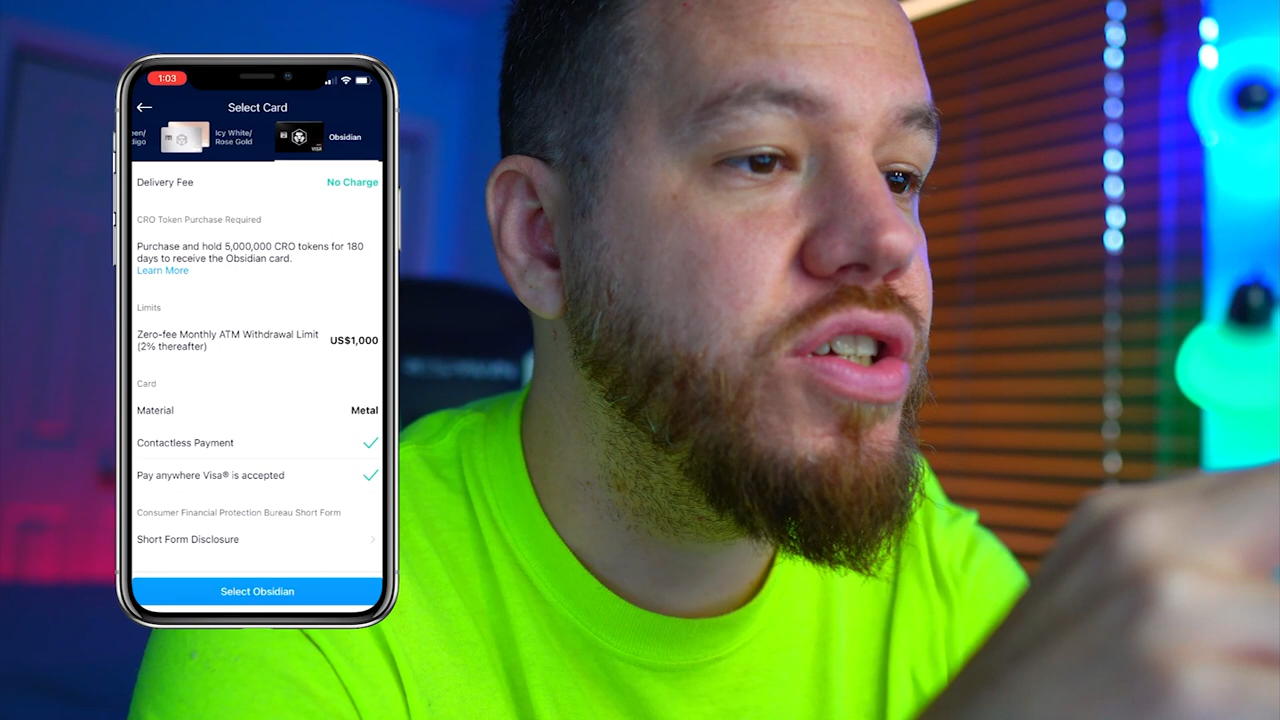 1:03
Select Card
een/
digo
Icy White/
Rose Gold
VISA
Obsidian
Delivery Fee
No Charge
CRO Token Purchase Required
Purchase and hold 5,000,000 CRO tokens for 180
days to receive the Obsidian card.
Learn More
Limits
Zero-fee Monthly ATM Withdrawal Limit
(2% thereafter)
US$1,000
Card
Material
Metal
Contactless Payment
Pay anywhere Visa® is accepted
Consumer Financial Protection Bureau Short Form
Short Form Disclosure
Select Obsidian